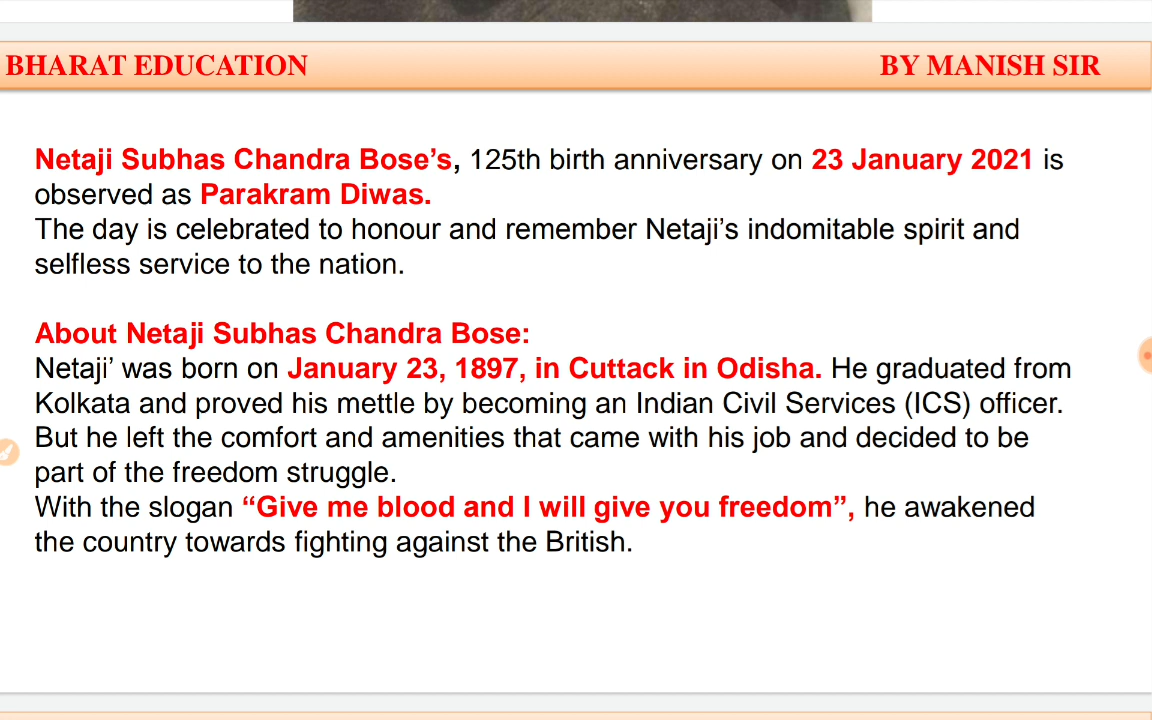 BHARAT EDUCATION BY MANISH SIR
Netaji Subhas Chandra Bose’s, 125th birth anniversary on 23 January 2021 is
observed as Parakram Diwas.
The day is celebrated to honour and remember Netaji’s indomitable spirit and
selfless service to the nation.
About Netaji Subhas Chandra Bose:
Netaji’ was born on January 23, 1897, in Cuttack in Odisha. He graduated from
Kolkata and proved his mettle by becoming an Indian Civil Services (ICS) officer.
But he left the comfort and amenities that came with his job and decided to be
part of the freedom struggle.
With the slogan “Give me blood and I will give you freedom”, he awakened
the country towards fighting against the British.